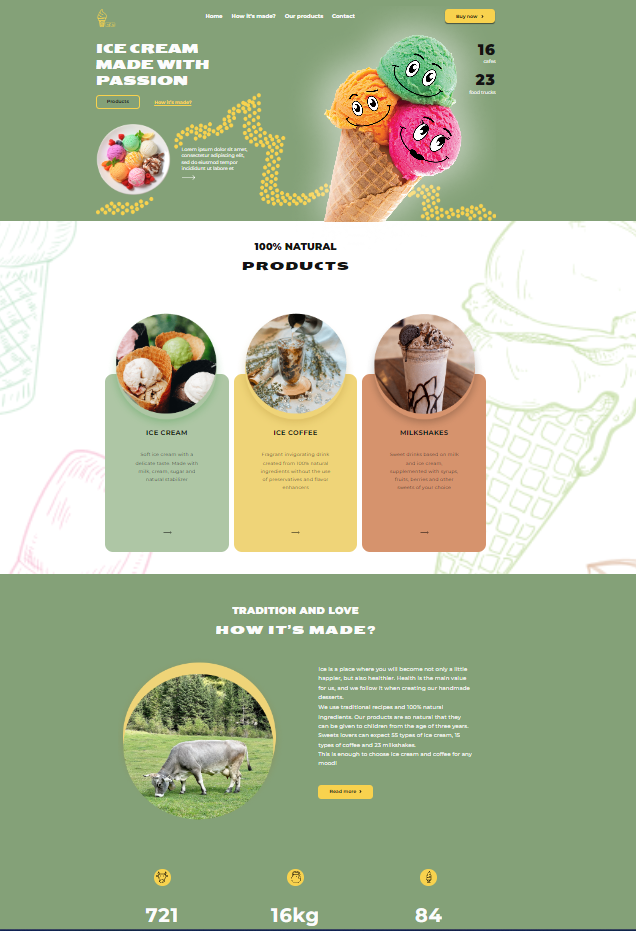 Home How it's made? Our products Contact
Buy now
ICE CREAM
MADE WITH
PASSION
Products How it's made?
16
cafes
23
food trucks
Lorem ipsum dolor sit amet,
consectetur adipiscing elit,
sed do eiusmod tempor
incididunt ut labore et
100% NATURAL
PRODUCTS
ICE CREAM
Soft ice cream with a
delicate taste. Made with
milk, cream, sugar and
natural stabilities
ICE COFFEE
Fragrant invigorating drink
created from 100% natural
ingredients without the use
of preservatives and flavor
enhancers
MILKSHAKES
Sweet drinks based on milk
and ice cream,
supplemented with syrups
fruits, berries and other
sweets of your choice
TRADITION AND LOVE
HOW IT'S MADE?
Ice is a place where you will become not only a little
happier, but also healthier. Health is the main value
for us, and we follow it when creating our handmade
desserts.
We use traditional recipes and 100% natural
ingredients. Our products are so natural that they
can be given to children from the age of three years.
Sweets lovers can expect 55 types of ice cream, 15
types of coffee and 23 milkshakes.
This is enough to choose ice cream and coffee for any
mood!
Read more
721
16kg
84